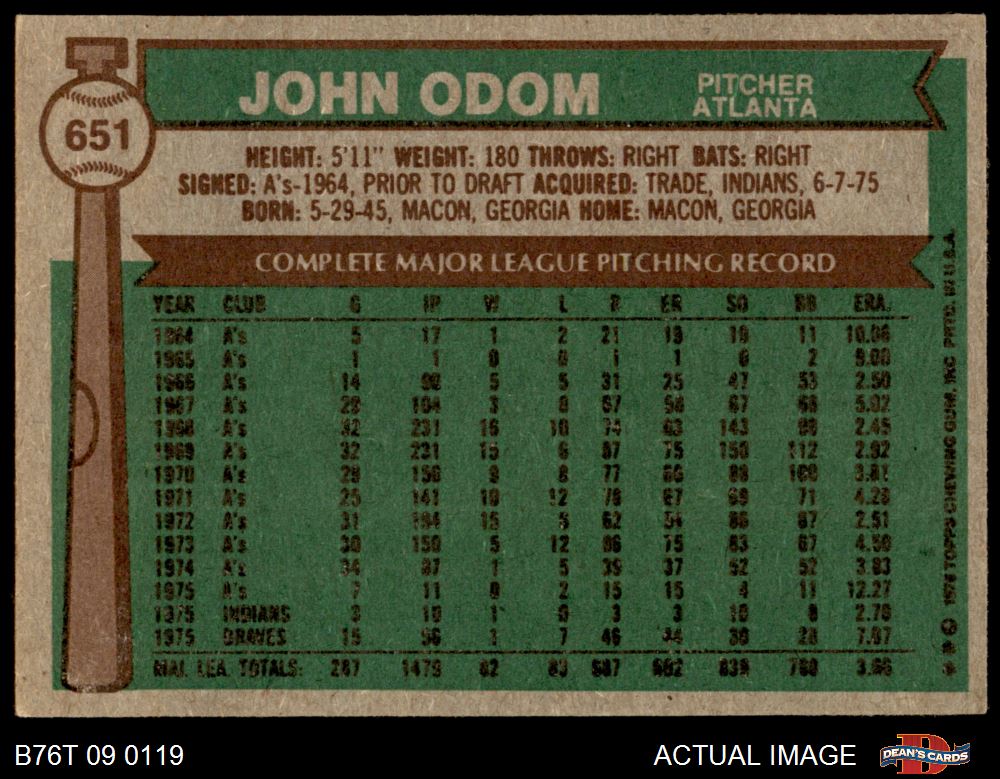 JOHN ODOM
PITCHER
ATLANTA
651
HEIGHT: 5'11" WEIGHT: 180 THROWS: RIGHT BATS: RIGHT
SIGNED: A's-1964, PRIOR TO DRAFT ACQUIRED: TRADE, INDIANS, 6-7-75
BORN: 5-29-45, MACON, GEORGIA HOME: MACON, GEORGIA
COMPLETE MAJOR LEAGUE PITCHING RECORD
YEAR CLUB G IP W L R ER SO BB ERA.
1964 A's 5 17 1 2 21 19 10 11 10.06
1965 A's 1 1 0 0 1 1 0 2 9.00
1966 A's 14 90 5 5 31 25 47 53 2.50
1967 A's 29 104 3 8 67 58 67 68 5.02
1968 A's 32 231 16 10 74 63 143 98 2.45
1969 A's 32 231 15 6 87 75 150 112 2.92
1970 A's 29 156 9 8 77 66 88 100 3.81
1971 A's 25 141 10 12 78 67 69 71 4.28
1972 A's 31 194 15 6 62 54 86 87 2.51
1973 A's 30 150 5 12 86 75 83 67 4.50
1974 A's 34 87 1 5 39 37 52 52 3.83
1975 A's 7 11 0 2 15 15 4 11 12.27
1975 INDIANS 3 10 1 0 3 3 10 8 2.70
1975 BRAVES 15 56 1 7 46 44 30 28 7.07
MAJ. LEA. TOTALS: 287 1479 82 83 687 602 839 768 3.66
© 1976 TOPPS CHEWING GUM, INC PRTD. IN U.S.A.
B76T 09 0119
ACTUAL IMAGE
DEAN'S CARDS